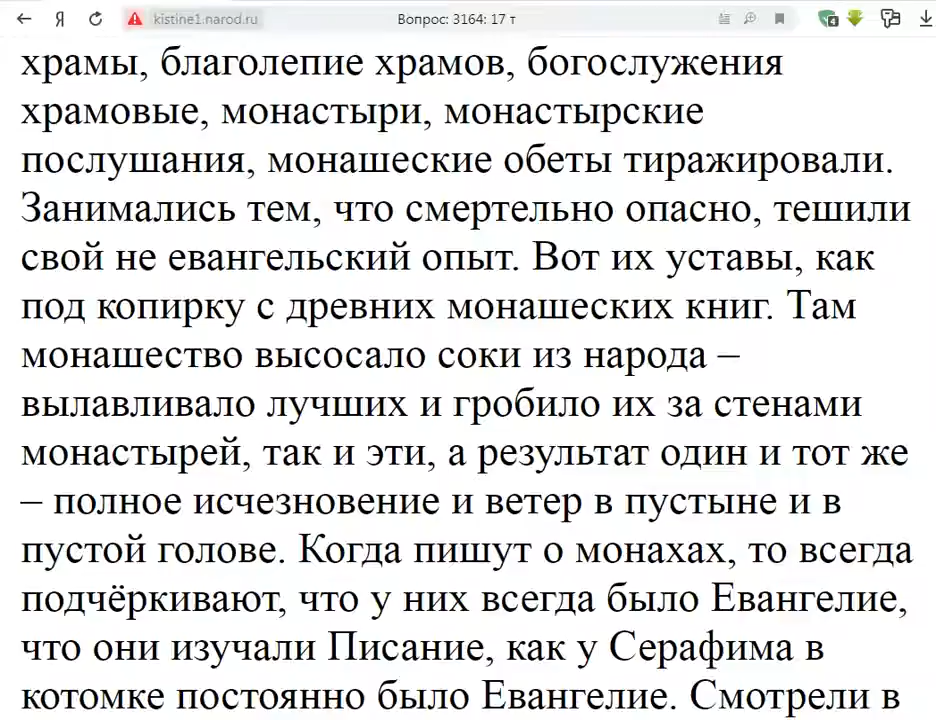 Я kistine1.narod.ru Вопрос: 3164: 17 т 4
храмы, благолепие храмов, богослужения
храмовые, монастыри, монастырские
послушания, монашеские обеты тиражировали.
Занимались тем, что смертельно опасно, тешили
свой не евангельский опыт. Вот их уставы, как
под копирку с древних монашеских книг. Там
монашество высосало соки из народа –
вылавливало лучших и гробило их за стенами
монастырей, так и эти, а результат один и тот же
– полное исчезновение и ветер в пустыне и в
пустой голове. Когда пишут о монахах, то всегда
подчёркивают, что у них всегда было Евангелие,
что они изучали Писание, как у Серафима в
котомке постоянно было Евангелие. Смотрели в